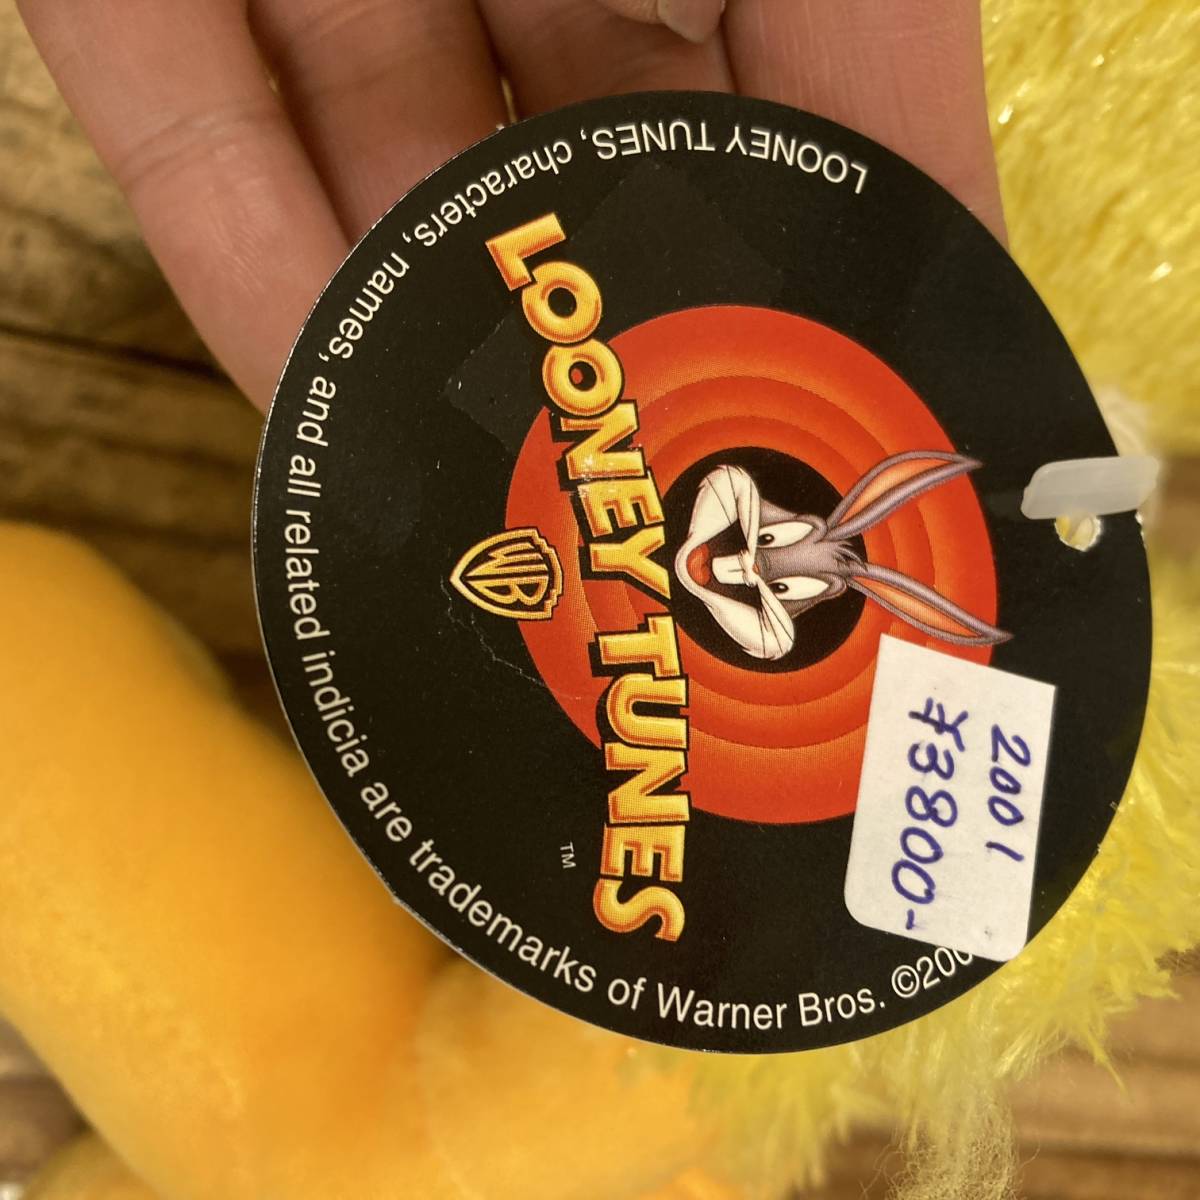 LOONEY TUNES, characters, names, and all related indicia are trademarks of Warner Bros. ©200
LOONEY TUNES
TM
WB
2001
¥3800-